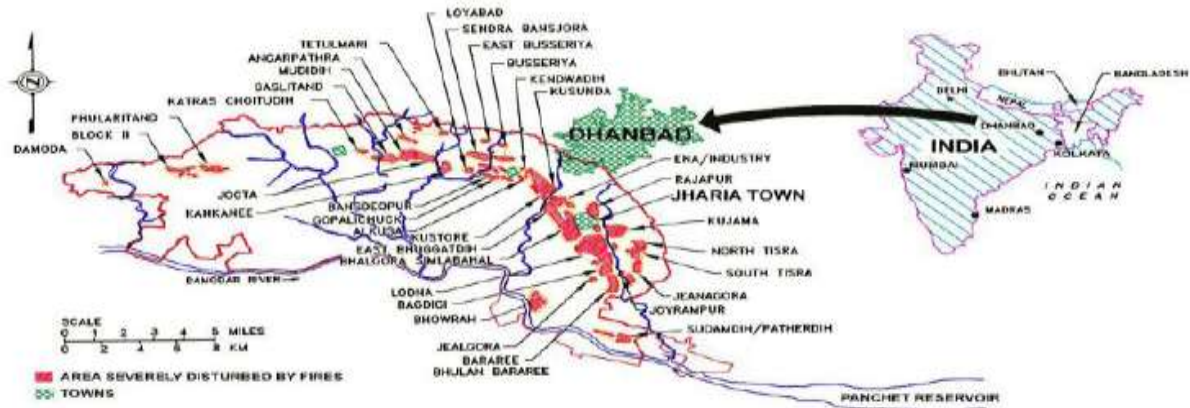 LOYABAD
SENDRA BANSJORA
EAST BUSSERIYA
BUSSERIYA
KENDWADIH
KUSUNDA
TETULMARI
ANGARPATHRA
MUDIDIH
GASLITAND
KATRAS CHOITUDIH
PHULARITAND
BLOCK II
DAMODA
N
DHANBAD
ENA/INDUSTRY
RAJAPUR
JHARIA TOWN
KUJAMA
NORTH TISRA
SOUTH TISRA
JEANAGORA
JOYRAMPUR
SUDAMDIH/PATHERDIH
JOGTA
KANKANEE
BANSDEOPUR
GOPALICHUCK
ALKUSA
KUSTORE
EAST BHUGGATDIH
BHALGORA SIMLABAHAL
LODNA
BAGDIGI
BHOWRAH
JEALGORA
BARAREE
BHULAN BARAREE
DAMODAR RIVER
PANCHET RESERVOIR
BHUTAN
BANGLADESH
DELHI
NEPAL
DHANBAD
INDIA
KOLKATA
MUMBAI
INDIAN
OCEAN
MADRAS
SCALE
0 1 2 3 4 5 MILES
0 2 4 6 8 KM
AREA SEVERELY DISTURBED BY FIRES
TOWNS